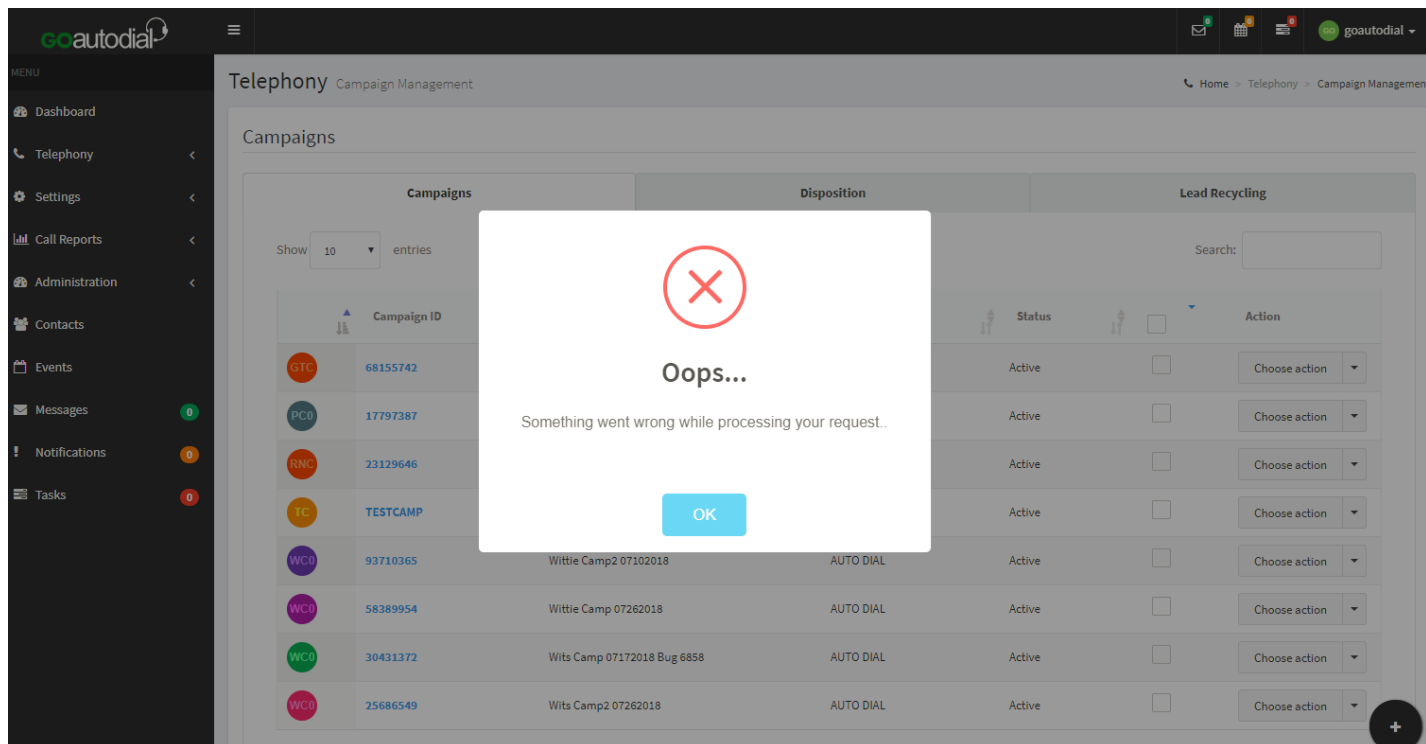 GOautodial
0 0 0 GO goautodial
MENU
Telephony Campaign Management
Home > Telephony > Campaign Managemen
Dashboard
Telephony
Settings
Call Reports
Administration
Contacts
Events
Messages 0
Notifications 0
Tasks 0
Campaigns
Campaigns Disposition Lead Recycling
Show 10 entries Search:
Campaign ID Status Action
GTC 68155742 Active Choose action
PC0 17797387 Active Choose action
RNC 23129646 Active Choose action
TC TESTCAMP Active Choose action
WC0 93710365 Wittie Camp2 07102018 AUTO DIAL Active Choose action
WC0 58389954 Wittie Camp 07262018 AUTO DIAL Active Choose action
WC0 30431372 Wits Camp 07172018 Bug 6858 AUTO DIAL Active Choose action
WC0 25686549 Wits Camp2 07262018 AUTO DIAL Active Choose action
Oops...
Something went wrong while processing your request..
OK
+